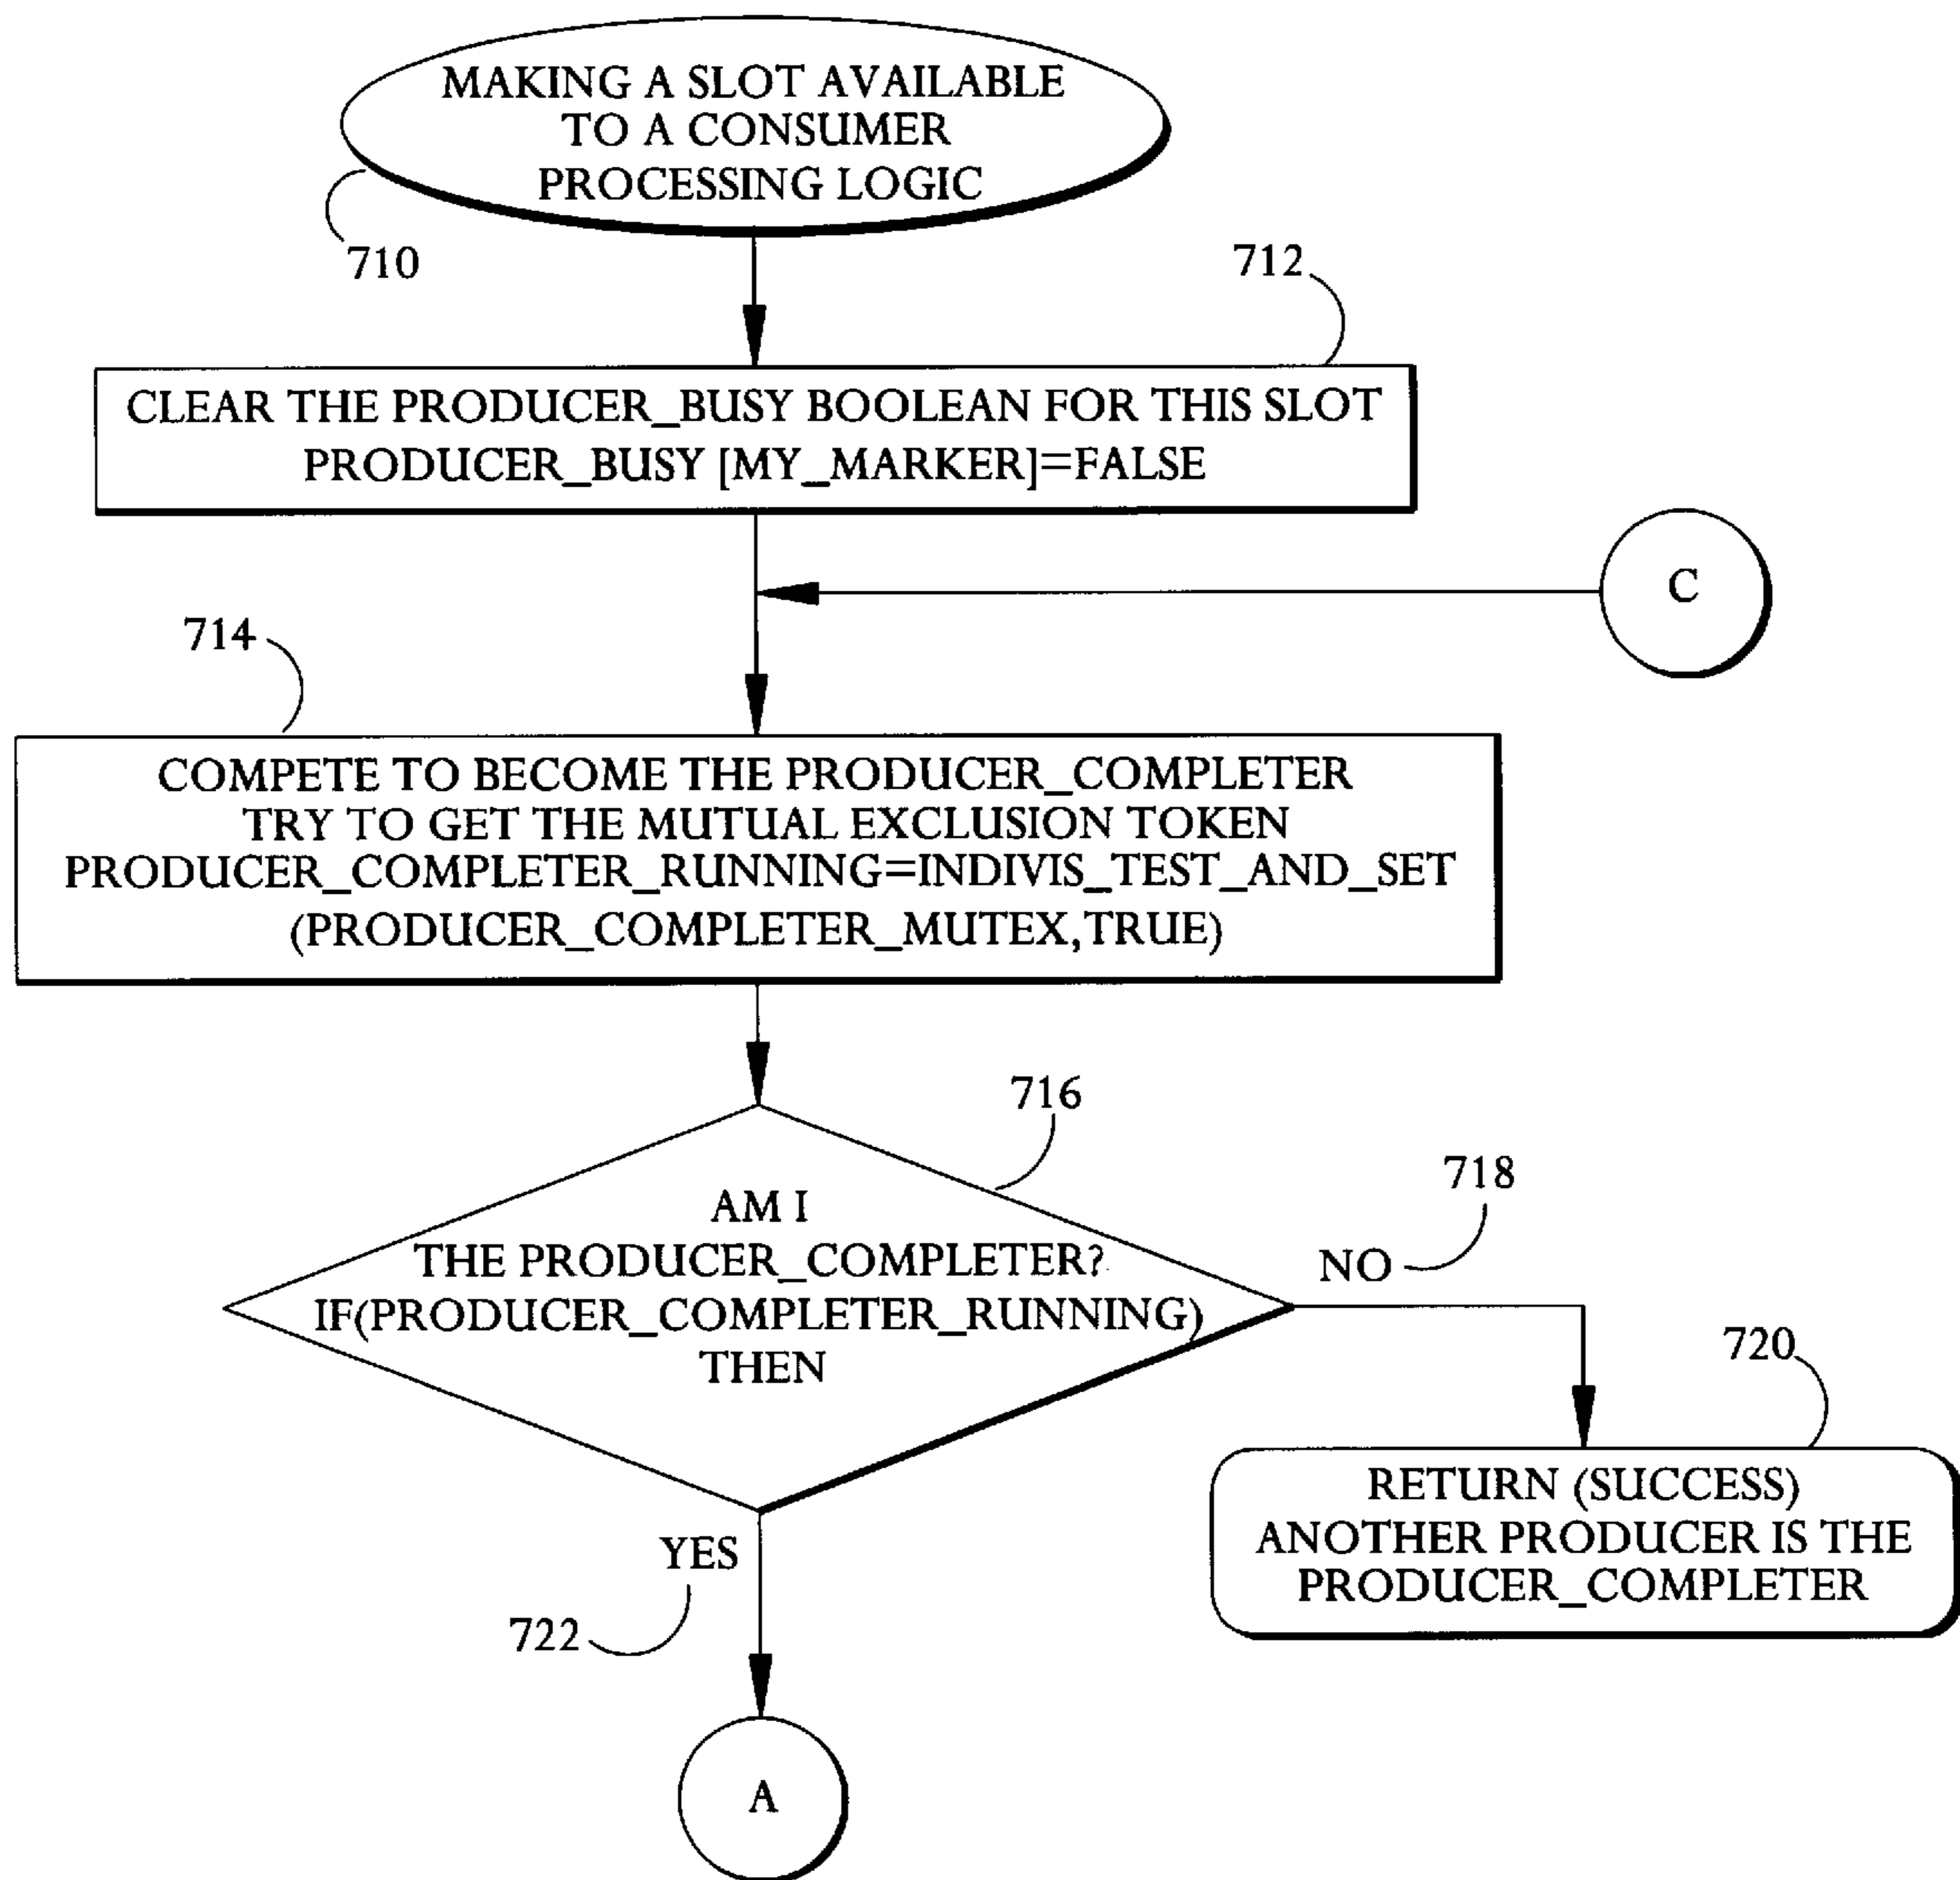 MAKING A SLOT AVAILABLE
TO A CONSUMER
PROCESSING LOGIC
710
712
CLEAR THE PRODUCER_BUSY BOOLEAN FOR THIS SLOT
PRODUCER_BUSY [MY_MARKER]=FALSE
C
714
COMPETE TO BECOME THE PRODUCER_COMPLETER
TRY TO GET THE MUTUAL EXCLUSION TOKEN
PRODUCER_COMPLETER_RUNNING=INDIVIS_TEST_AND_SET
(PRODUCER_COMPLETER_MUTEX,TRUE)
716
AM I
THE PRODUCER_COMPLETER?
IF(PRODUCER_COMPLETER_RUNNING)
THEN
718
NO
720
RETURN (SUCCESS)
ANOTHER PRODUCER IS THE
PRODUCER_COMPLETER
YES
722
A